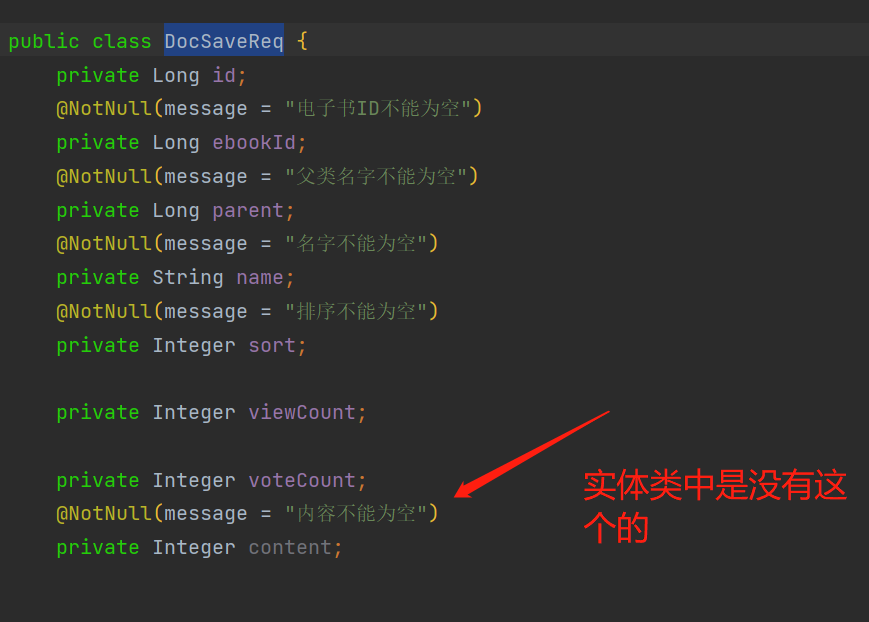 public class DocSaveReq {
private Long id;
@NotNull(message = "电子书ID不能为空")
private Long ebookId;
@NotNull(message = "父类名字不能为空")
private Long parent;
@NotNull(message = "名字不能为空")
private String name;
@NotNull(message = "排序不能为空")
private Integer sort;
private Integer viewCount;
private Integer voteCount;
@NotNull(message = "内容不能为空")
private Integer content;
实体类中是没有这
个的